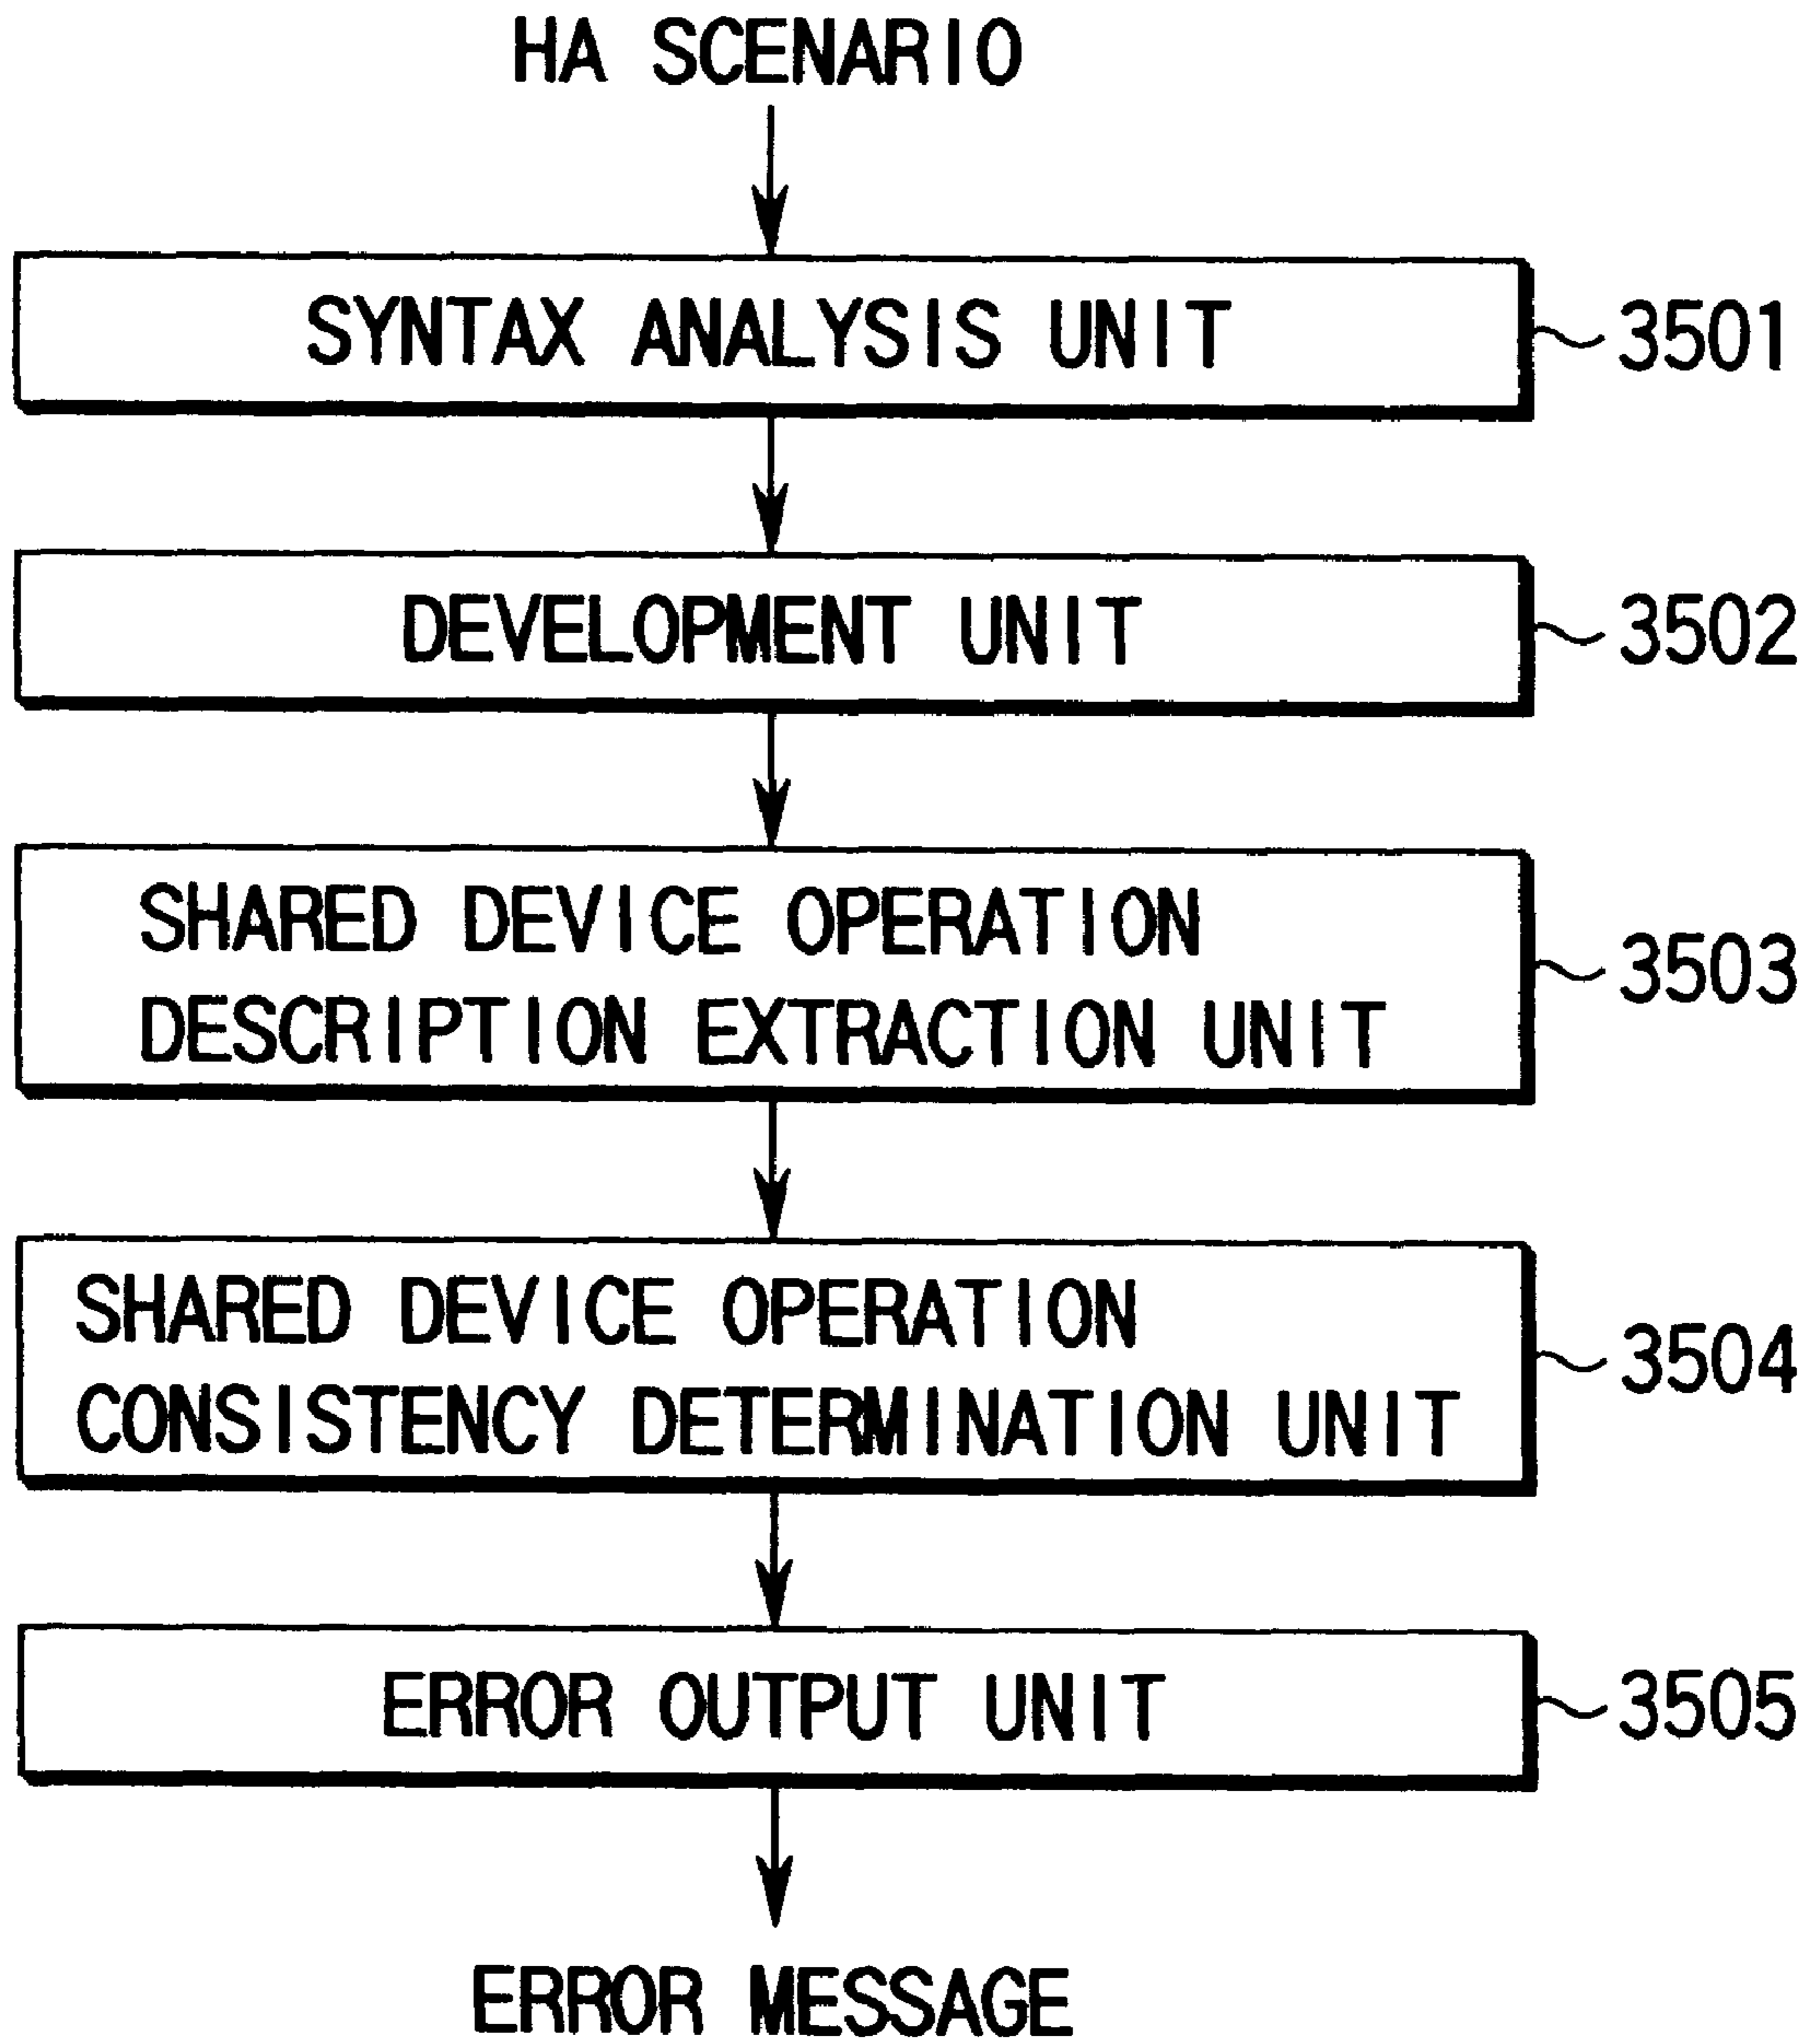 HA SCENARIO
SYNTAX ANALYSIS UNIT
3501
DEVELOPMENT UNIT
3502
SHARED DEVICE OPERATION
DESCRIPTION EXTRACTION UNIT
3503
SHARED DEVICE OPERATION
CONSISTENCY DETERMINATION UNIT
3504
ERROR OUTPUT UNIT
3505
ERROR MESSAGE